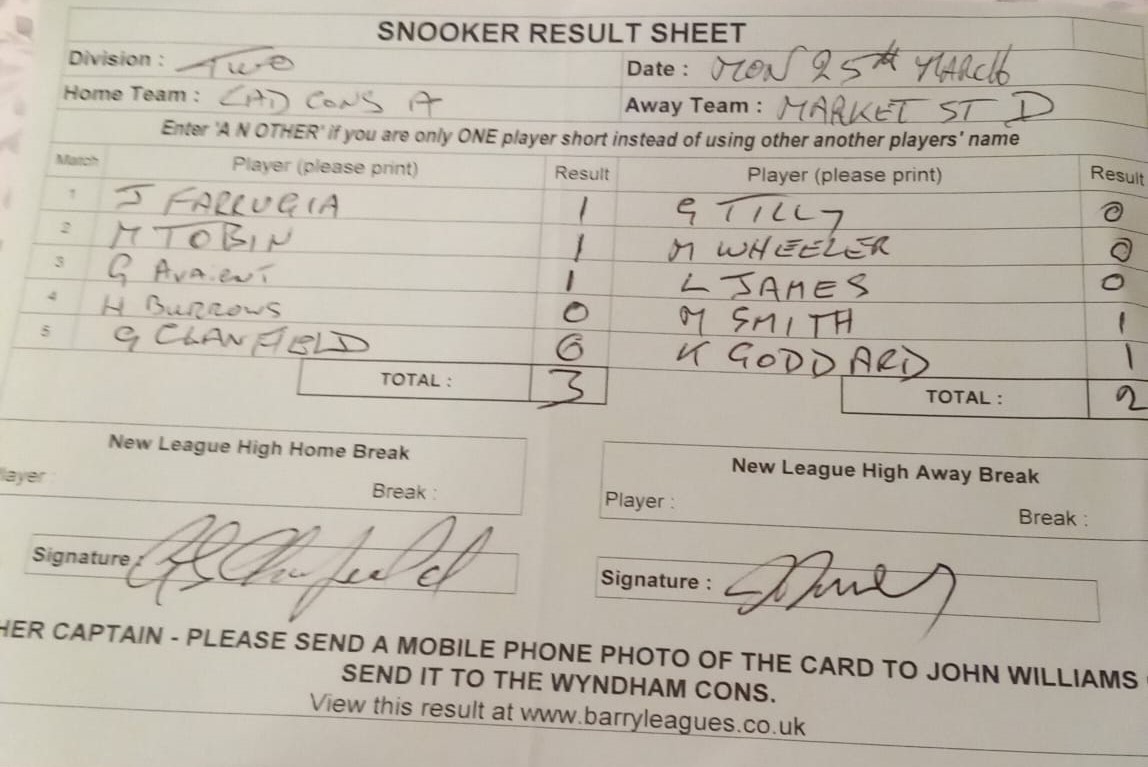 SNOOKER RESULT SHEET
Division : Two Date : MON 25th MARCH
Home Team : CAD CONS A Away Team : MARKET ST D
Enter 'A N OTHER' if you are only ONE player short instead of using other another players' name
Match Player (please print) Result Player (please print) Result
1 J FARRUGIA 1 G TILLY 0
2 M TOBIN 1 M WHEELER 0
3 G Avaient 1 L JAMES 0
4 H BURROWS 0 M SMITH 1
5 G CLANFIELD 0 K GODDARD 1
TOTAL : 3 TOTAL : 2
New League High Home Break New League High Away Break
layer Break : Player : Break :
Signature : Signature :
HER CAPTAIN - PLEASE SEND A MOBILE PHONE PHOTO OF THE CARD TO JOHN WILLIAMS
SEND IT TO THE WYNDHAM CONS.
View this result at www.barryleagues.co.uk